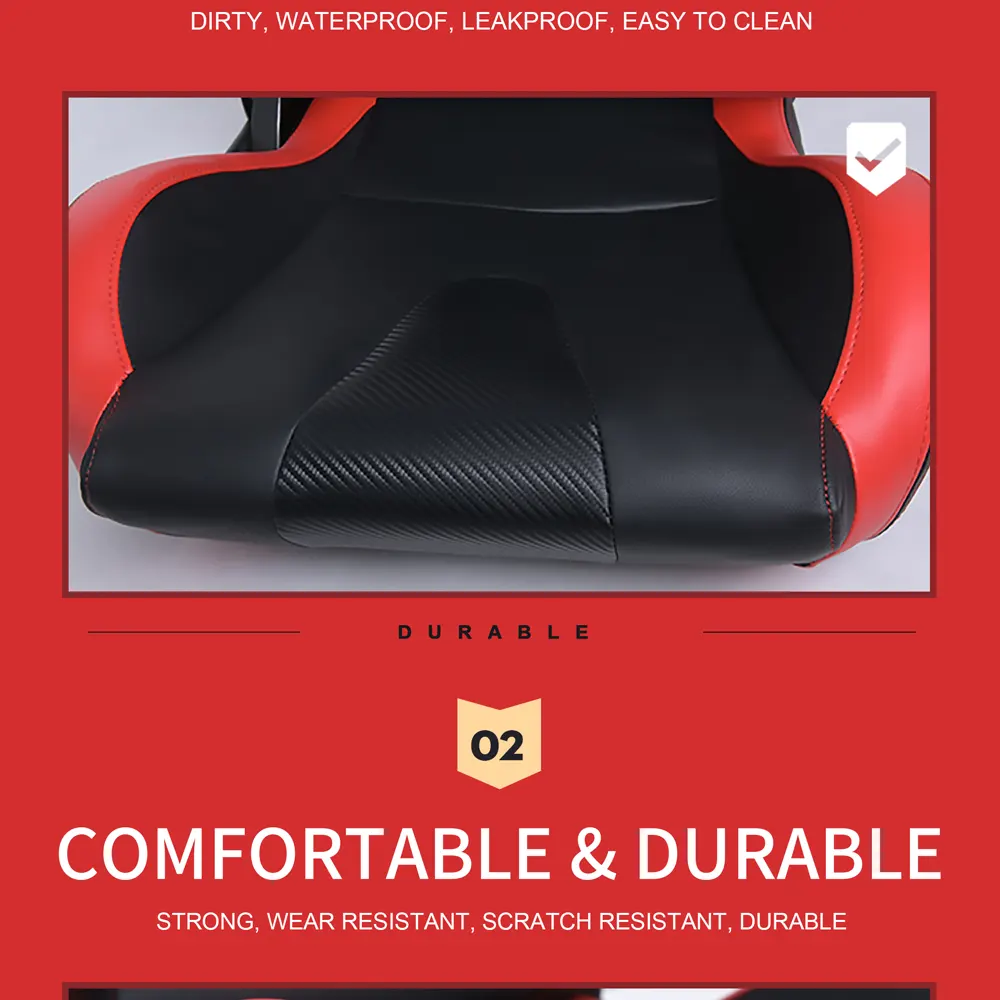 DIRTY, WATERPROOF, LEAKPROOF, EASY TO CLEAN
DURABLE
02
COMFORTABLE & DURABLE
STRONG, WEAR RESISTANT, SCRATCH RESISTANT, DURABLE